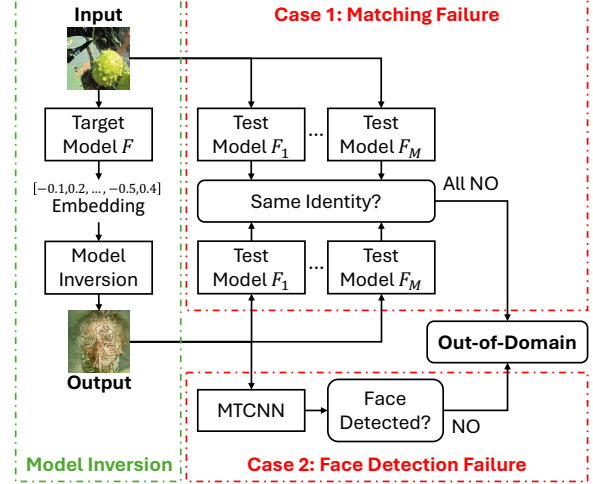 Input
Case 1: Matching Failure
Target
Model F
Test
Model F₁
...
Test
Model F_M
[−0.1,0.2, ..., −0.5,0.4]
Embedding
Same Identity?
All NO
Model
Inversion
Test
Model F₁
...
Test
Model F_M
Output
Out-of-Domain
MTCNN
Face
Detected?
NO
Model Inversion
Case 2: Face Detection Failure